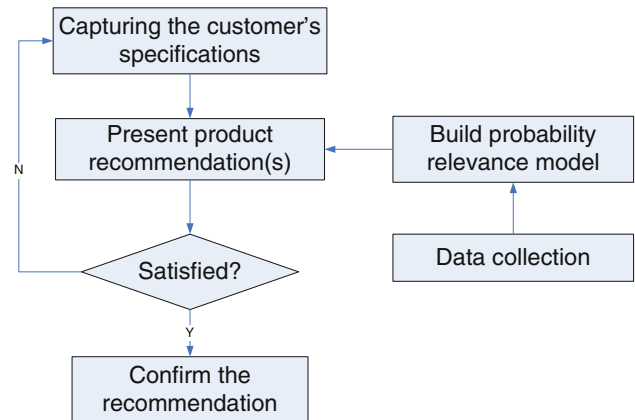 Capturing the customer's
specifications
Present product
recommendation(s)
Build probability
relevance model
N
Satisfied?
Data collection
Y
Confirm the
recommendation